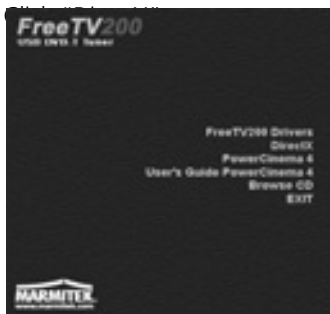 FreeTV200
USB DVB-T Tuner
FreeTV200 Drivers
DirectX
PowerCinema 4
User's Guide PowerCinema 4
Browse CD
EXIT
MARMITEK
www.marmitek.com